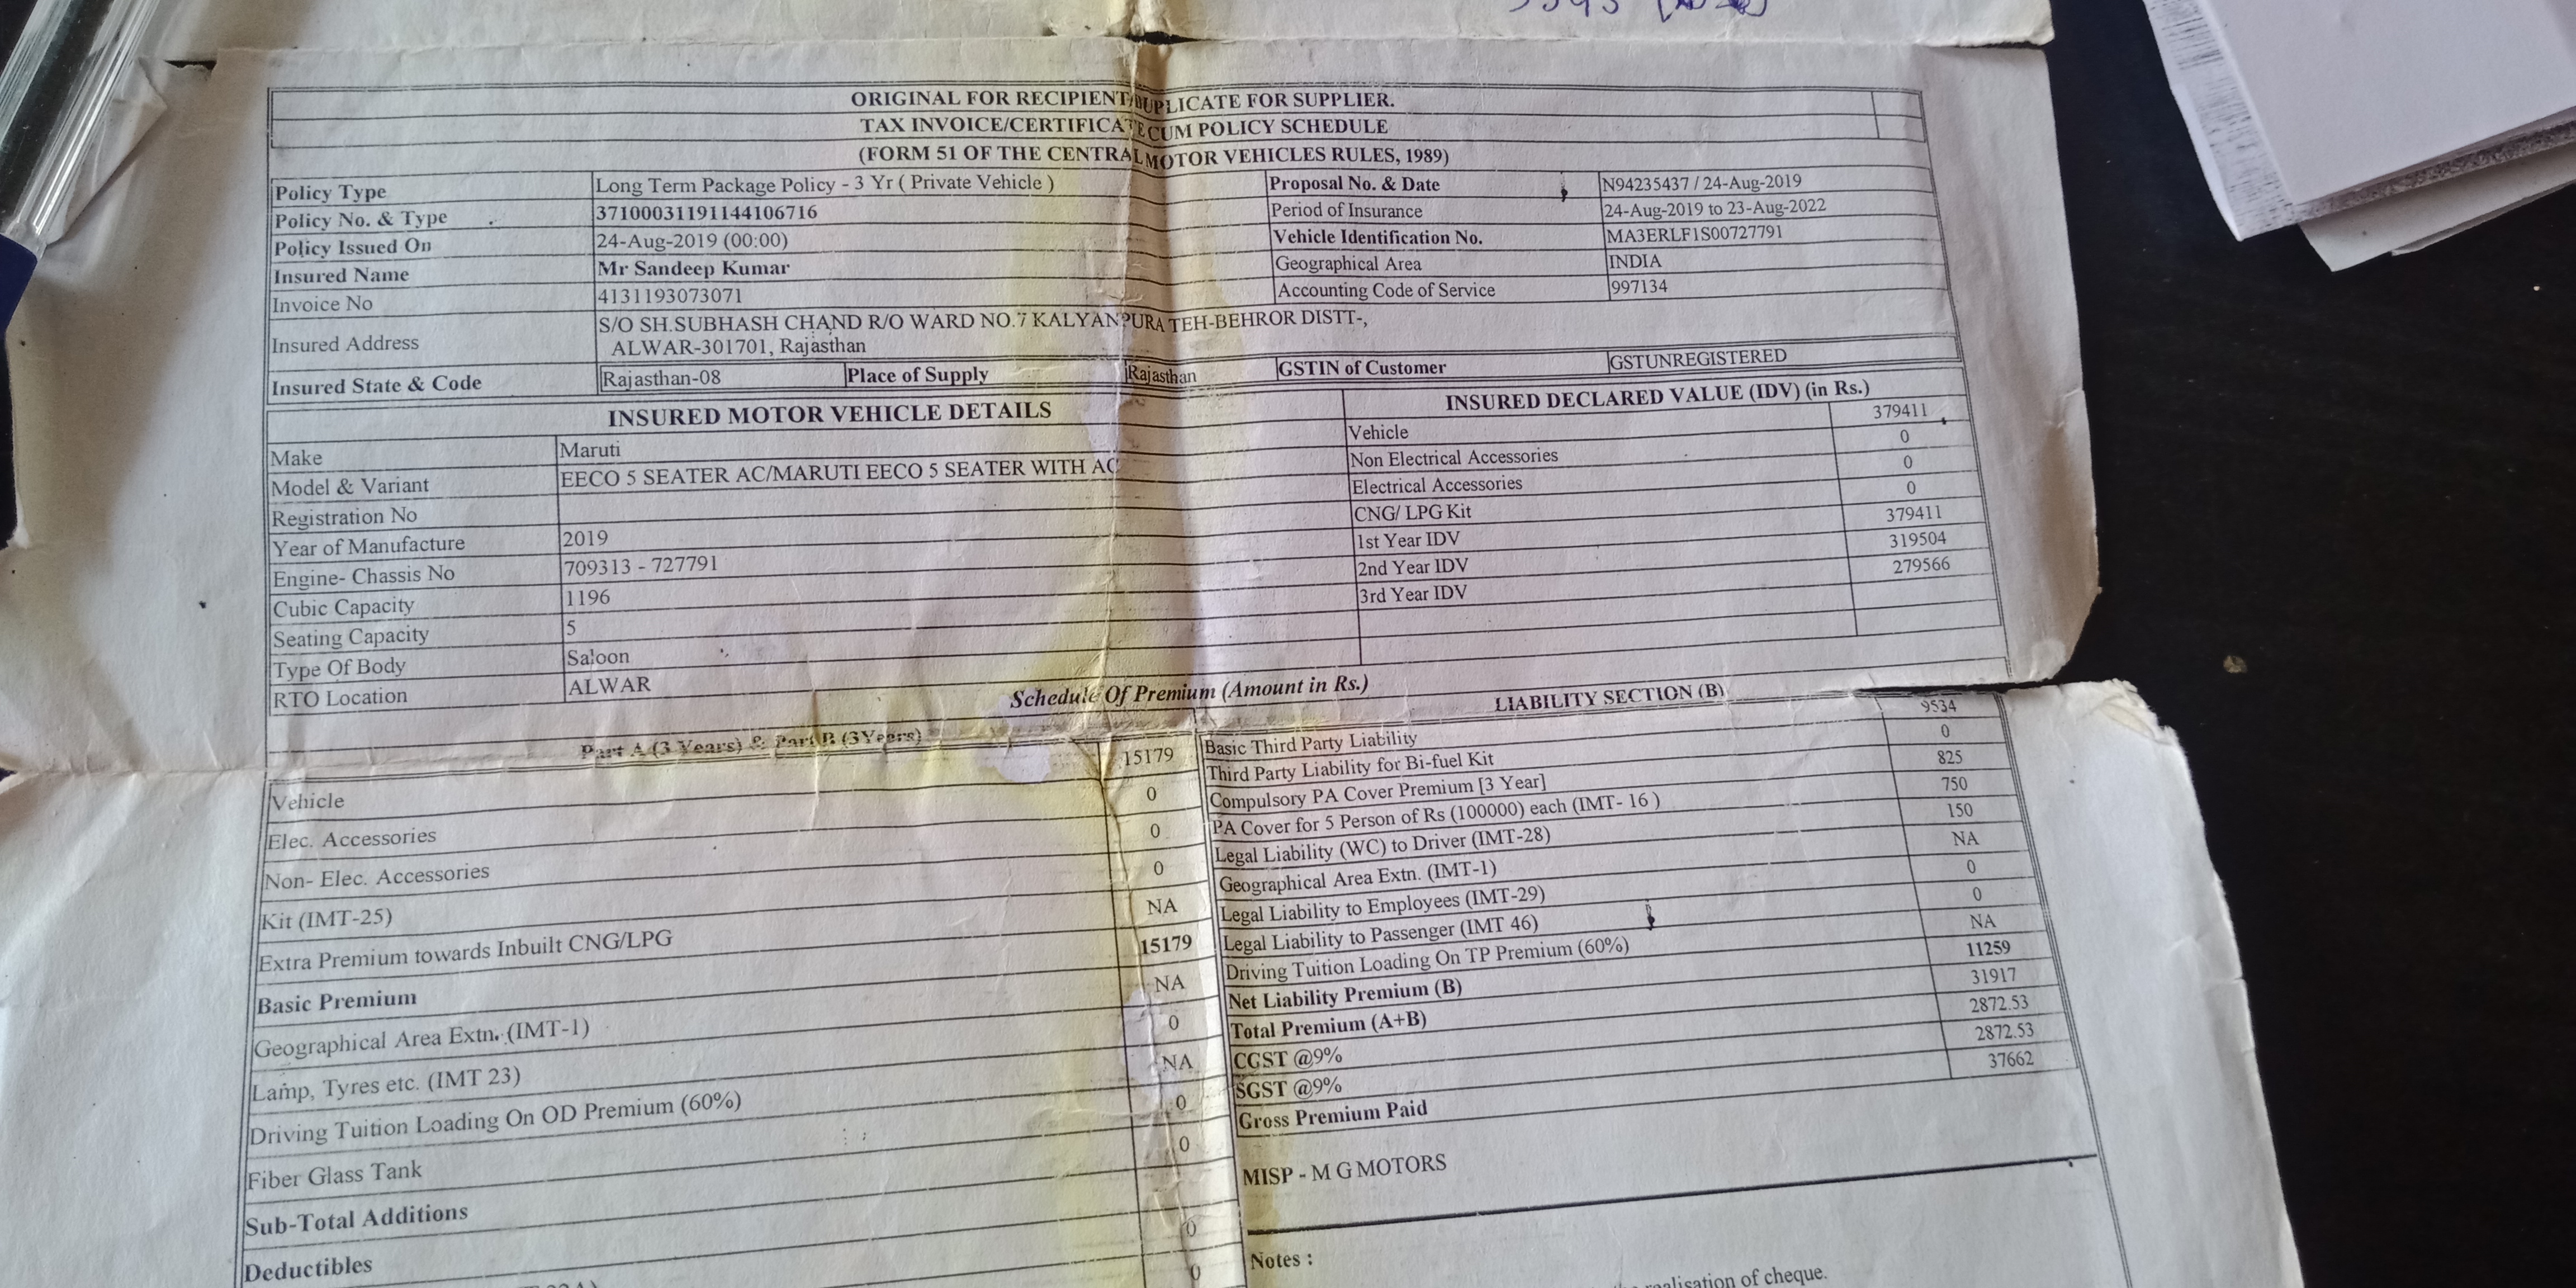 ORIGINAL FOR RECIPIENT/DUPLICATE FOR SUPPLIER.
TAX INVOICE/CERTIFICATE CUM POLICY SCHEDULE
(FORM 51 OF THE CENTRAL MOTOR VEHICLES RULES, 1989)
Policy Type Long Term Package Policy - 3 Yr ( Private Vehicle ) Proposal No. & Date N94235437 / 24-Aug-2019
Policy No. & Type 37100031191144106716 Period of Insurance 24-Aug-2019 to 23-Aug-2022
Policy Issued On 24-Aug-2019 (00:00) Vehicle Identification No. MA3ERLF1S00727791
Insured Name Mr Sandeep Kumar Geographical Area INDIA
Invoice No 4131193073071 Accounting Code of Service 997134
Insured Address S/O SH.SUBHASH CHAND R/O WARD NO.7 KALYANPURA TEH-BEHROR DISTT-,
ALWAR-301701, Rajasthan
Insured State & Code Rajasthan-08 Place of Supply Rajasthan GSTIN of Customer GSTUNREGISTERED
INSURED MOTOR VEHICLE DETAILS INSURED DECLARED VALUE (IDV) (in Rs.)
Make Maruti Vehicle 379411
Model & Variant EECO 5 SEATER AC/MARUTI EECO 5 SEATER WITH AC Non Electrical Accessories 0
Registration No Electrical Accessories 0
Year of Manufacture 2019 CNG/ LPG Kit 0
Engine- Chassis No 709313 - 727791 1st Year IDV 379411
Cubic Capacity 1196 2nd Year IDV 319504
Seating Capacity 5 3rd Year IDV 279566
Type Of Body Saloon
RTO Location ALWAR
Schedule Of Premium (Amount in Rs.)
Part A (3 Years) & Part B (3Years) LIABILITY SECTION (B)
Vehicle 15179 Basic Third Party Liability 9534
Elec. Accessories 0 Third Party Liability for Bi-fuel Kit 0
Non- Elec. Accessories 0 Compulsory PA Cover Premium [3 Year] 825
Kit (IMT-25) 0 PA Cover for 5 Person of Rs (100000) each (IMT- 16 ) 750
Extra Premium towards Inbuilt CNG/LPG NA Legal Liability (WC) to Driver (IMT-28) 150
Basic Premium 15179 Geographical Area Extn. (IMT-1) NA
Geographical Area Extn. (IMT-1) NA Legal Liability to Employees (IMT-29) 0
Lamp, Tyres etc. (IMT 23) 0 Legal Liability to Passenger (IMT 46) 0
Driving Tuition Loading On OD Premium (60%) NA Driving Tuition Loading On TP Premium (60%) NA
Fiber Glass Tank 0 Net Liability Premium (B) 11259
Sub-Total Additions 0 Total Premium (A+B) 31917
Deductibles 0 CGST @9% 2872.53
0 SGST @9% 2872.53
Gross Premium Paid 37662
MISP - M G MOTORS
Notes :
realisation of cheque.